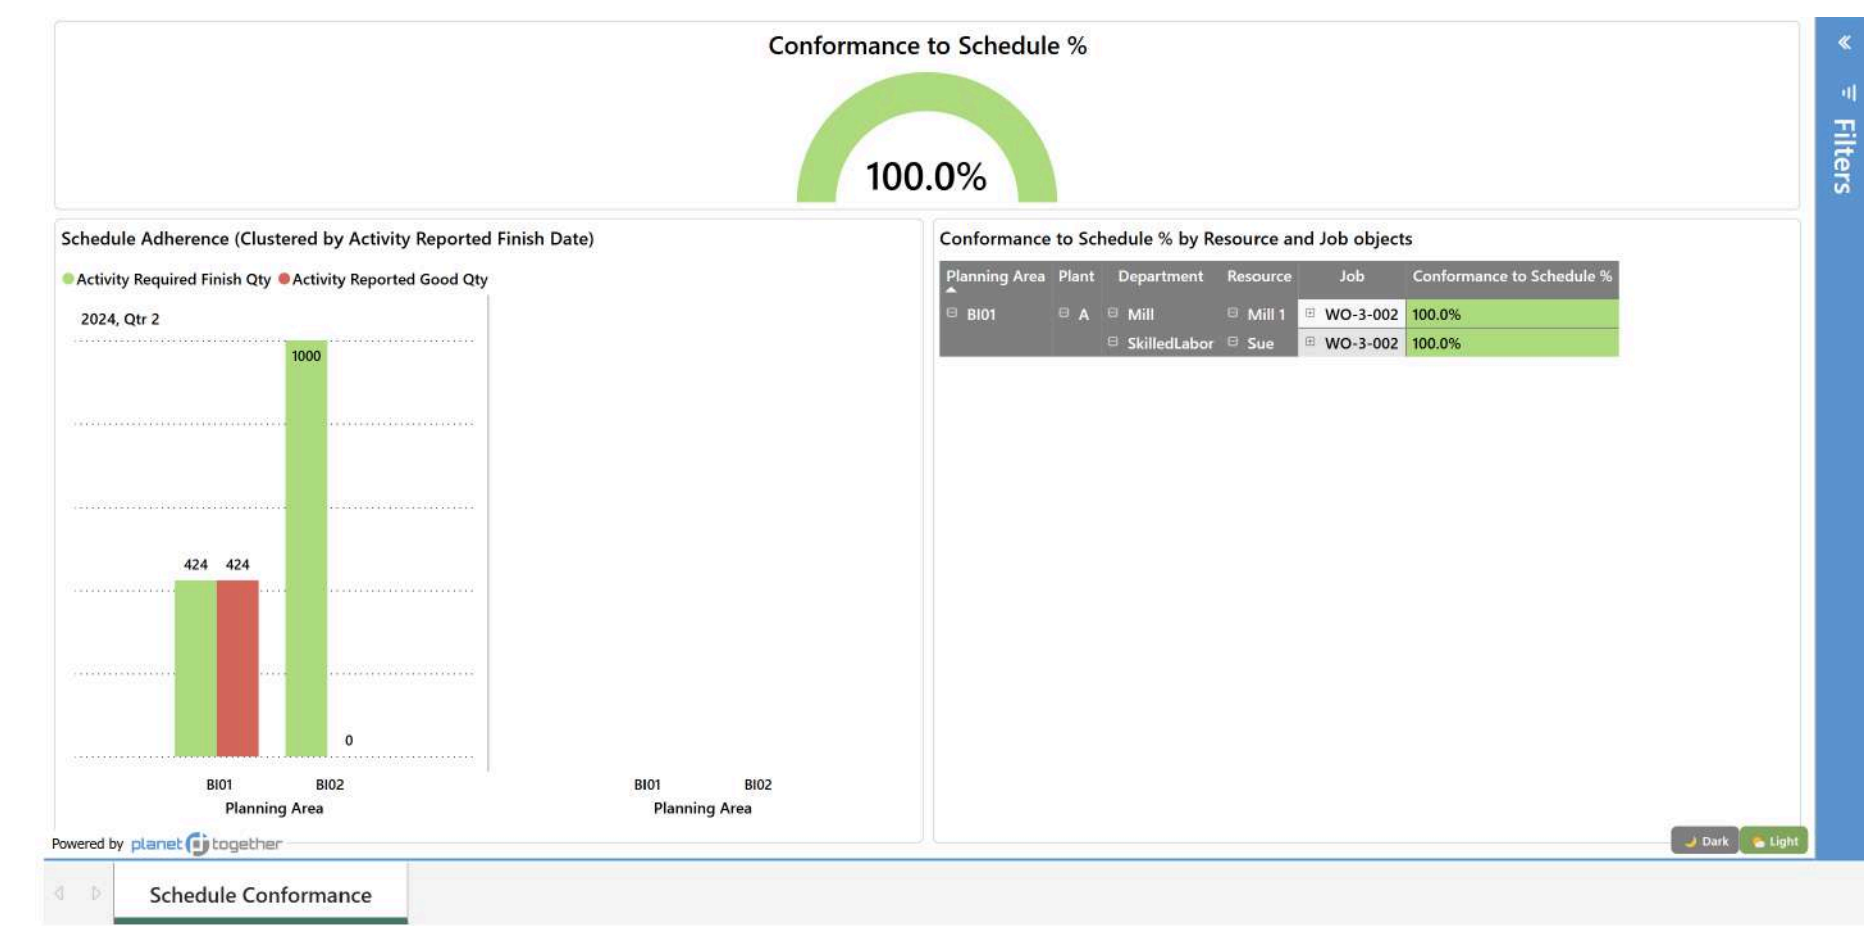 Conformance to Schedule %
100.0%
Filters
Schedule Adherence (Clustered by Activity Reported Finish Date)
Activity Required Finish Qty Activity Reported Good Qty
2024, Qtr 2
1000
424 424
0
BI01 BI02 BI01 BI02
Planning Area Planning Area
Conformance to Schedule % by Resource and Job objects
Planning Area Plant Department Resource Job Conformance to Schedule %
BI01 A Mill Mill 1 WO-3-002 100.0%
SkilledLabor Sue WO-3-002 100.0%
Powered by planet together
Dark Light
Schedule Conformance